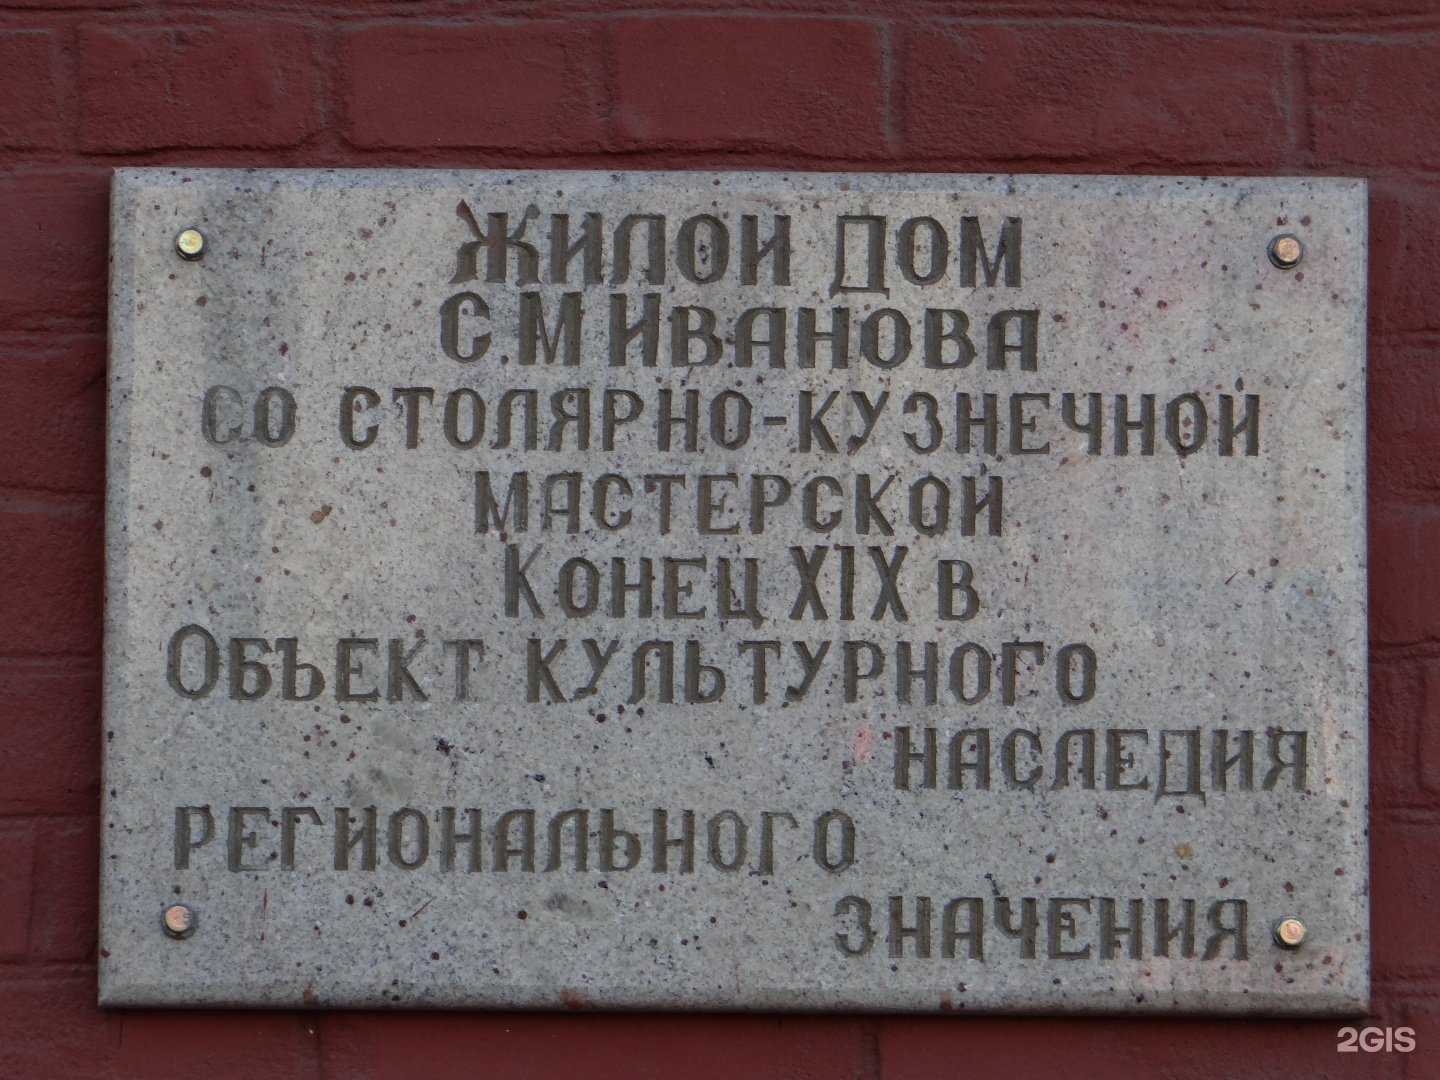 Жилой дом
С.М Иванова
со столярно-кузнечной
мастерской
Конец XIX в
Объект культурного
наследия
регионального
значения
2GIS